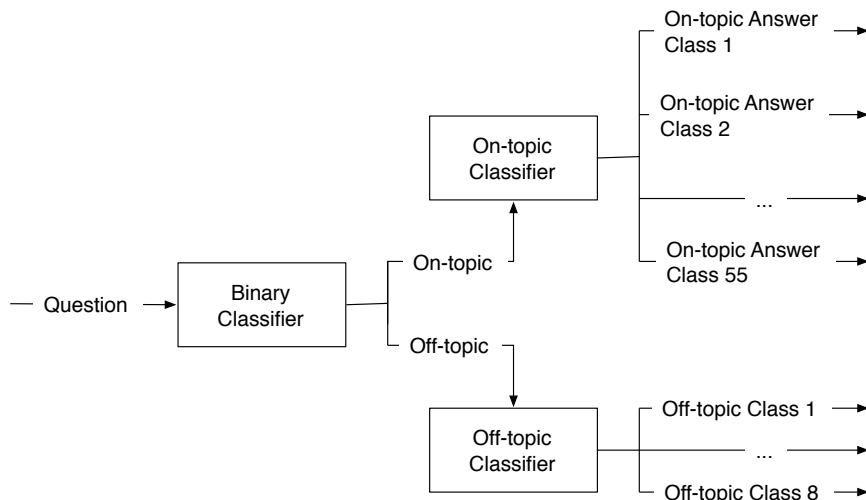 On-topic Answer
Class 1
On-topic Answer
Class 2
On-topic
Classifier
...
On-topic Answer
Class 55
On-topic
Question
Binary
Classifier
Off-topic
Off-topic Class 1
Off-topic
Classifier
...
Off-topic Class 8